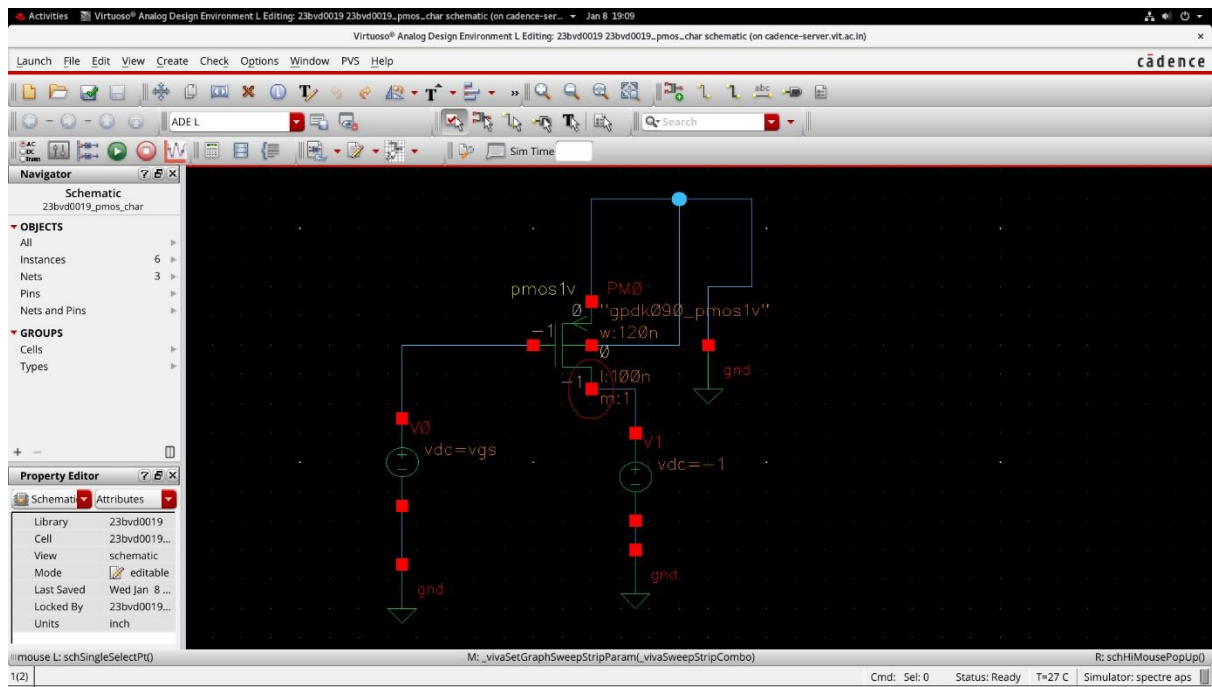 Activities Virtuoso® Analog Design Environment L Editing: 23bvd0019 23bvd0019_pmos_char schematic (on cadence-ser... Jan 8 19:09
Virtuoso® Analog Design Environment L Editing: 23bvd0019 23bvd0019_pmos_char schematic (on cadence-server.vit.ac.in) ×
Launch File Edit View Create Check Options Window PVS Help cādence
abc
ADE L Search
AC DC Trans Sim Time
Navigator
Schematic
23bvd0019_pmos_char
OBJECTS
All
Instances 6
Nets 3
Pins
Nets and Pins
GROUPS
Cells
Types
Property Editor
Schemati Attributes
Library 23bvd0019
Cell 23bvd0019...
View schematic
Mode editable
Last Saved Wed Jan 8 ...
Locked By 23bvd0019...
Units inch
pmos1v PM0
0 "gpdk090_pmos1v"
-1 w:120n
0
-1 l:100n
m:1
gnd
V0
vdc=vgs
V1
vdc=-1
gnd
gnd
mouse L: schSingleSelectPt() M: _vivaSetGraphSweepStripParam(_vivaSweepStripCombo) R: schHiMousePopUp()
1(2) Cmd: Sel: 0 Status: Ready T=27 C Simulator: spectre aps